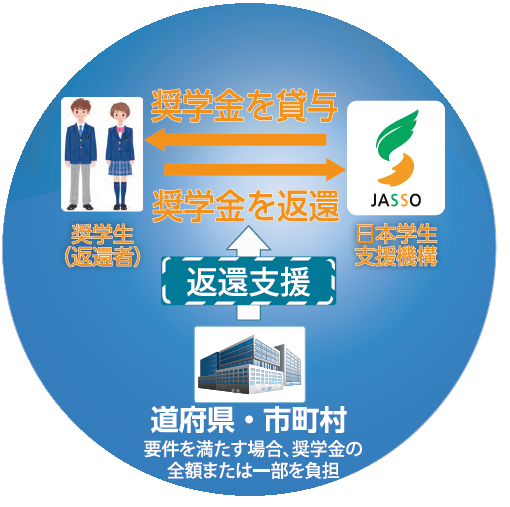 奨学金を貸与
JASSO
奨学金を返還
奨学生
(返還者)
日本学生
支援機構
返還支援
道府県・市町村
要件を満たす場合、奨学金の
全額または一部を負担